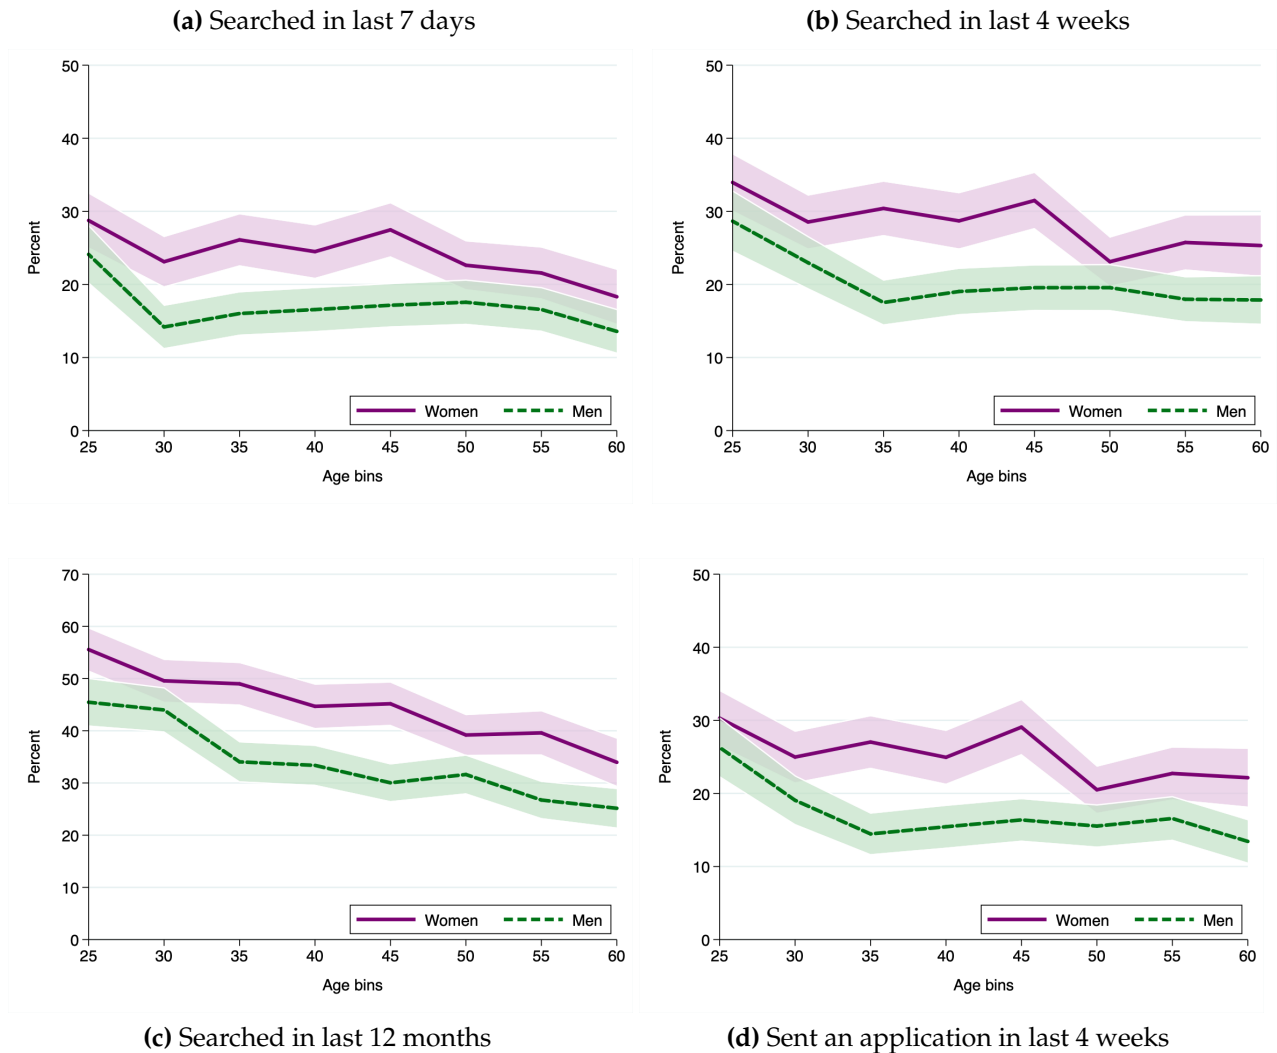 (a) Searched in last 7 days
50
40
30
20
10
0
Percent
25 30 35 40 45 50 55 60
Age bins
Women Men
(b) Searched in last 4 weeks
50
40
30
20
10
0
Percent
25 30 35 40 45 50 55 60
Age bins
Women Men
70
60
50
40
30
20
10
0
Percent
25 30 35 40 45 50 55 60
Age bins
Women Men
(c) Searched in last 12 months
50
40
30
20
10
0
Percent
25 30 35 40 45 50 55 60
Age bins
Women Men
(d) Sent an application in last 4 weeks